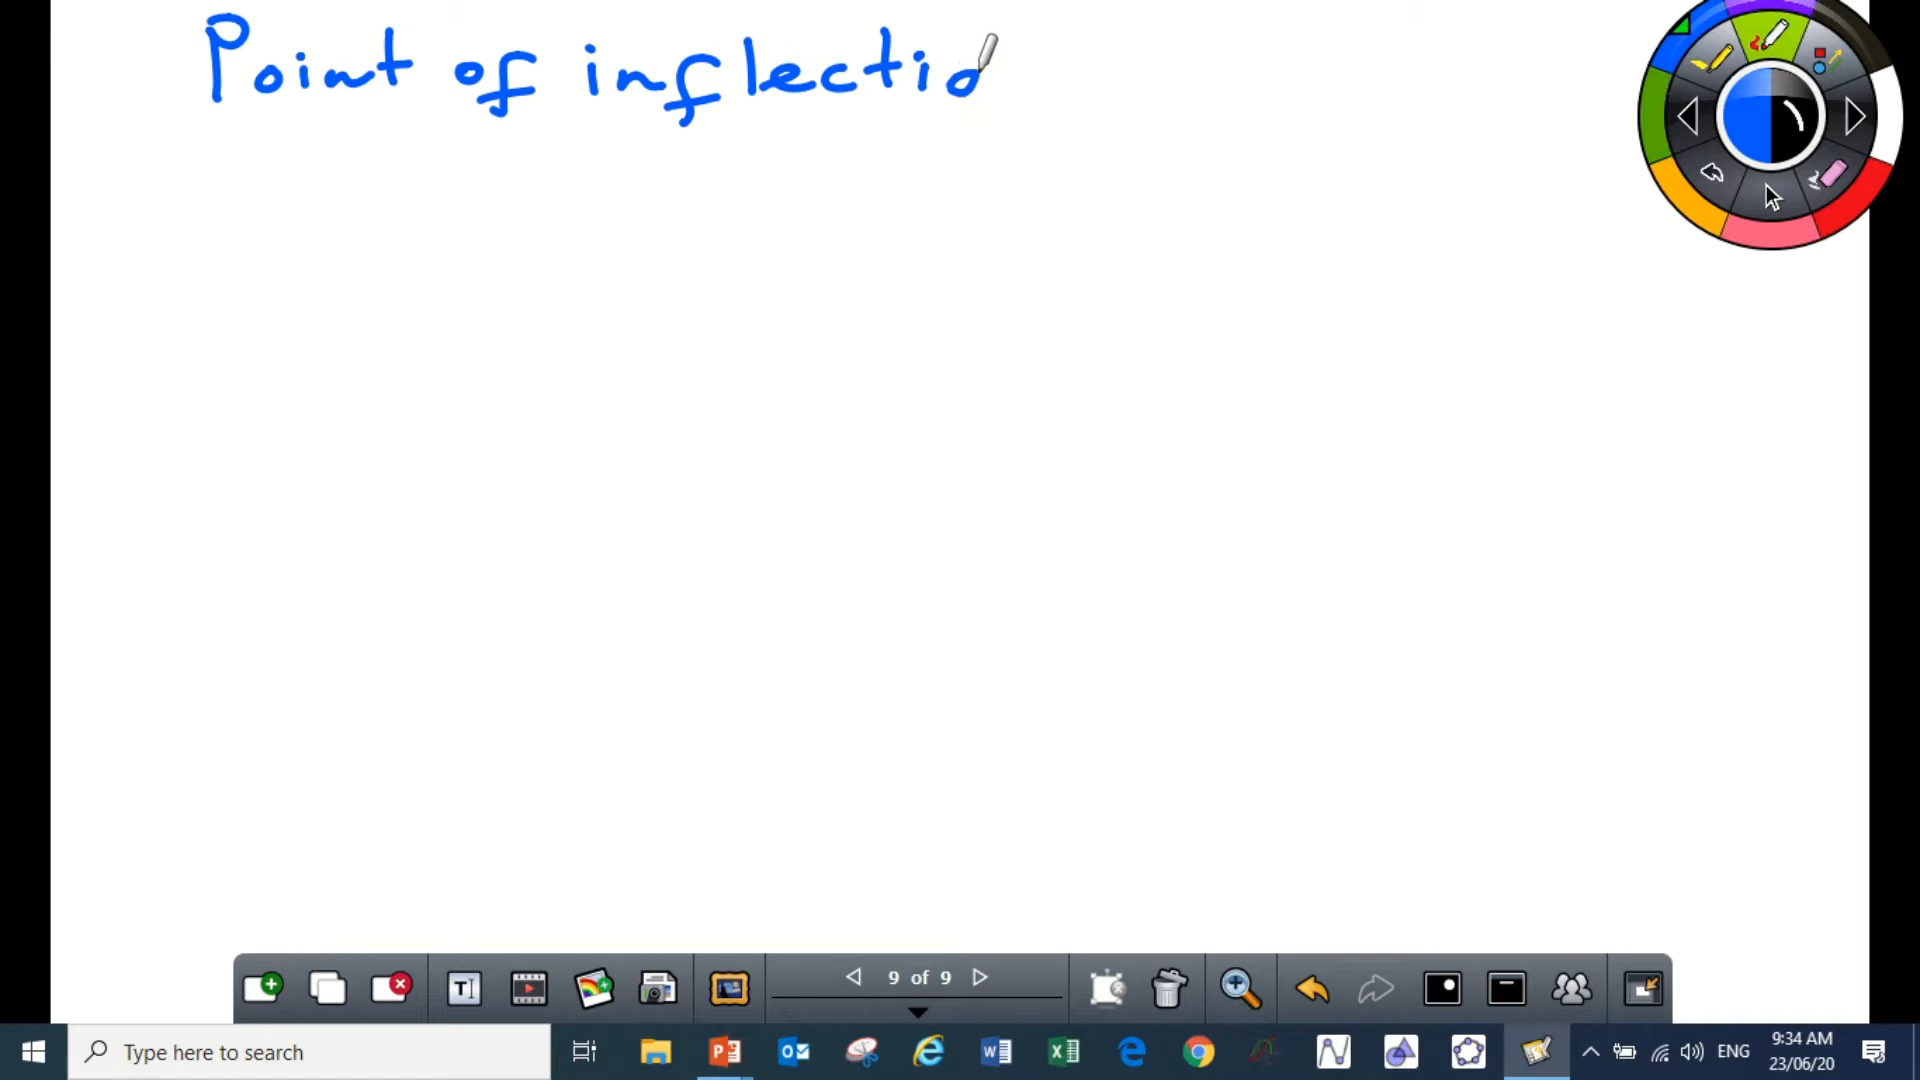 Point of inflectio
9 of 9
Type here to search
ENG
9:34 AM
23/06/20